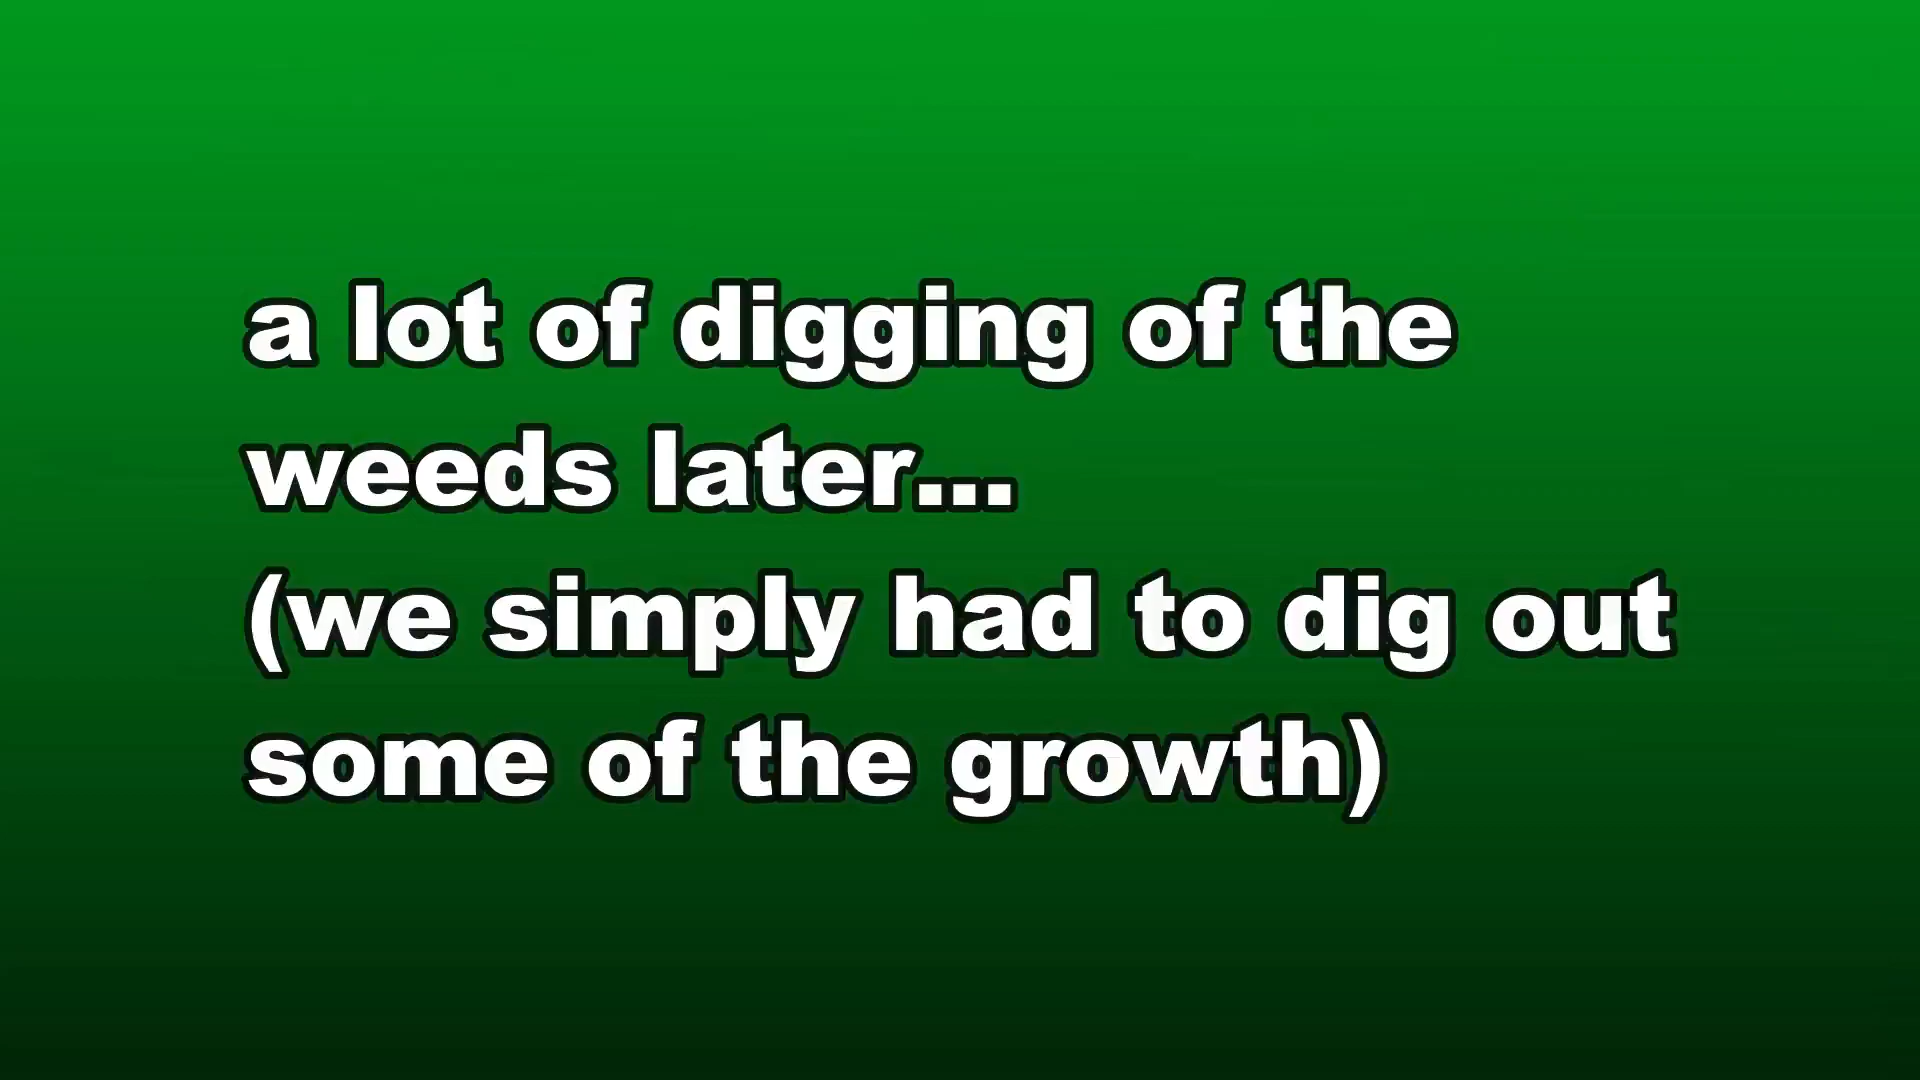 a lot of digging of the
weeds later...
(we simply had to dig out
some of the growth)